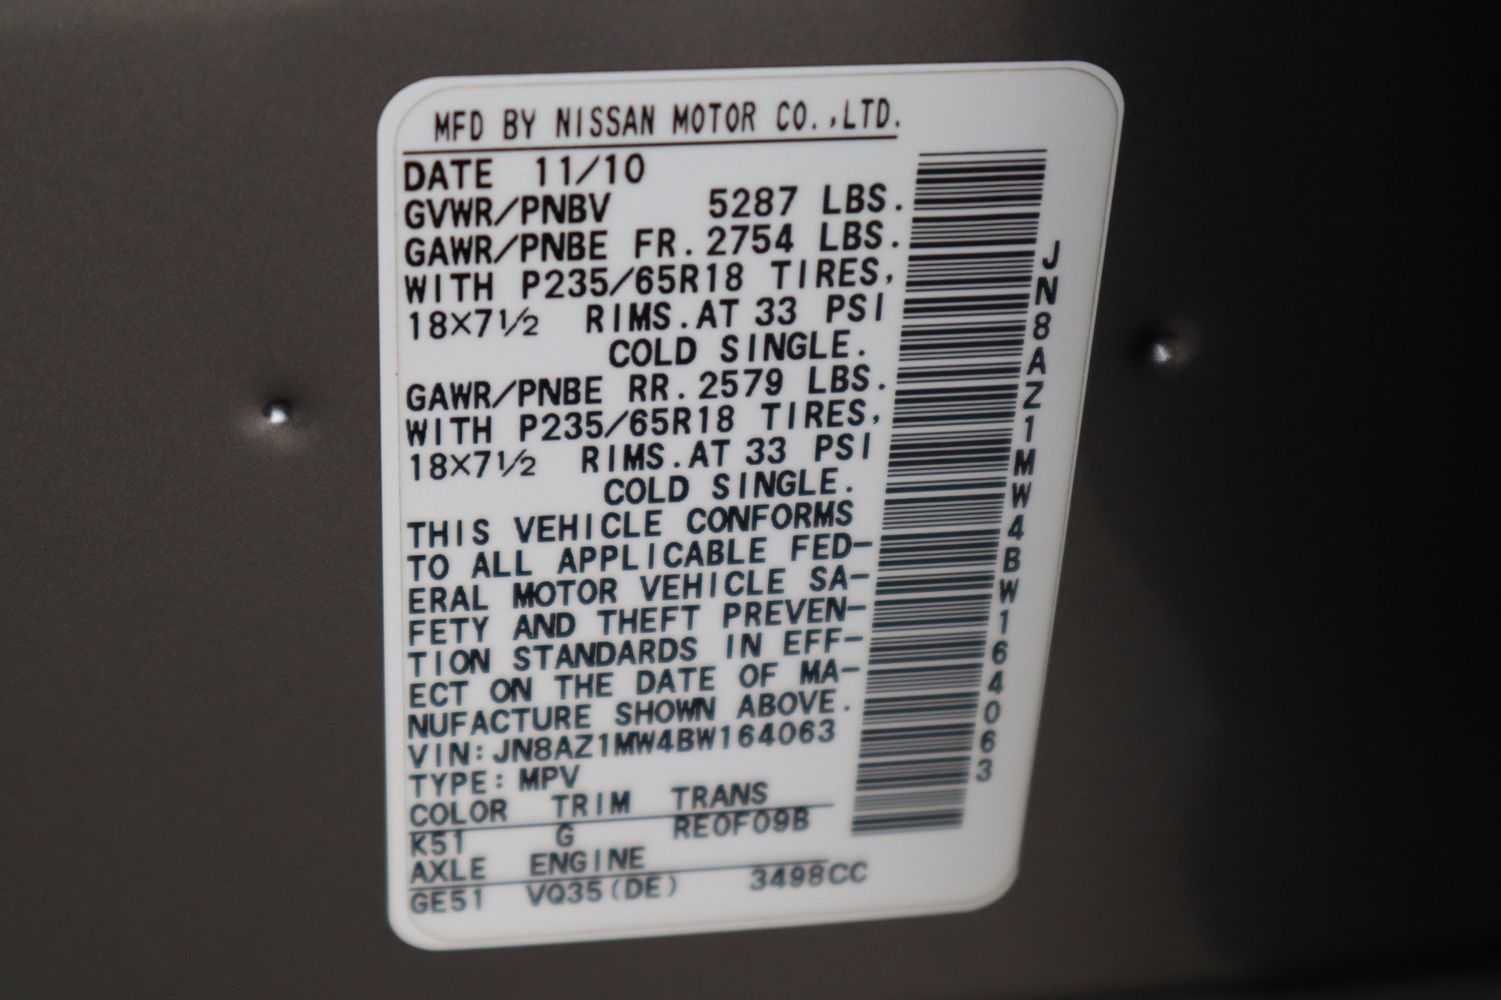 MFD BY NISSAN MOTOR CO.,LTD.
DATE 11/10
GVWR/PNBV 5287 LBS.
GAWR/PNBE FR. 2754 LBS.
WITH P235/65R18 TIRES,
18×7½ RIMS. AT 33 PSI
COLD SINGLE.
GAWR/PNBE RR. 2579 LBS.
WITH P235/65R18 TIRES,
18×7½ RIMS. AT 33 PSI
COLD SINGLE.
THIS VEHICLE CONFORMS
TO ALL APPLICABLE FED-
ERAL MOTOR VEHICLE SA-
FETY AND THEFT PREVEN-
TION STANDARDS IN EFF-
ECT ON THE DATE OF MA-
NUFACTURE SHOWN ABOVE.
VIN: JN8AZ1MW4BW164063
TYPE: MPV
COLOR TRIM TRANS
K51 G RE0F09B
AXLE ENGINE
GE51 VQ35(DE) 3498CC
JN8AZ1MW4BW164063